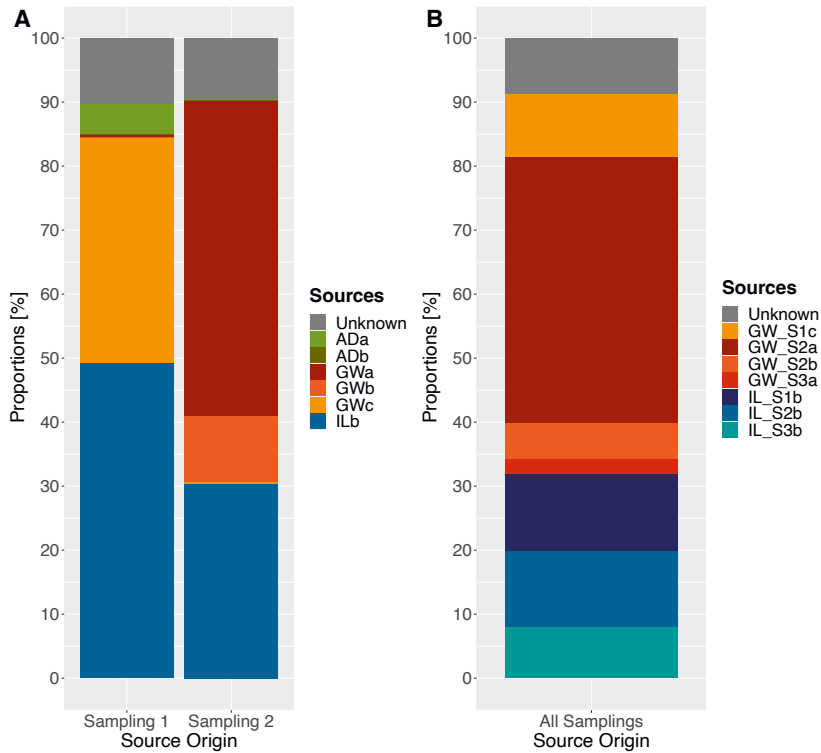 A
Proportions [%]
100
90
80
70
60
50
40
30
20
10
0
Sampling 1
Sampling 2
Source Origin
Sources
Unknown
ADa
ADb
GWa
GWb
GWc
ILb
B
Proportions [%]
100
90
80
70
60
50
40
30
20
10
0
All Samplings
Source Origin
Sources
Unknown
GW_S1c
GW_S2a
GW_S2b
GW_S3a
IL_S1b
IL_S2b
IL_S3b